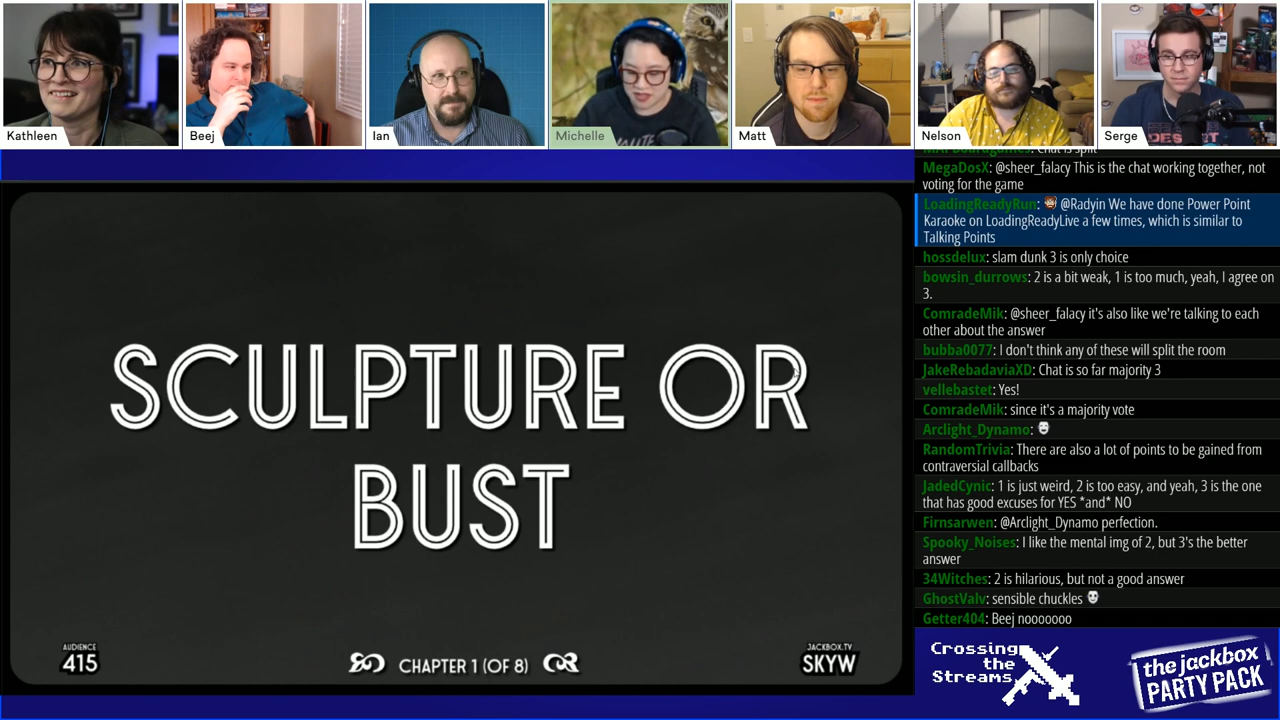 Kathleen
Beej
Ian
Michelle
Matt
Nelson
Serge
SCULPTURE OR
BUST
AUDIENCE
415
CHAPTER 1 (OF 8)
JACKBOX.TV
SKYW
MegaDosX: @sheer_falacy This is the chat working together, not
voting for the game
LoadingReadyRun: @Radyin We have done Power Point
Karaoke on LoadingReadyLive a few times, which is similar to
Talking Points
hossdelux: slam dunk 3 is only choice
bowsin_durrows: 2 is a bit weak, 1 is too much, yeah, I agree on
3.
ComradeMik: @sheer_falacy it's also like we're talking to each
other about the answer
bubba0077: I don't think any of these will split the room
JakeRebadaviaXD: Chat is so far majority 3
vellebastet: Yes!
ComradeMik: since it's a majority vote
Arclight_Dynamo:
RandomTrivia: There are also a lot of points to be gained from
contraversial callbacks
JadedCynic: 1 is just weird, 2 is too easy, and yeah, 3 is the one
that has good excuses for YES *and* NO
Firnsarwen: @Arclight_Dynamo perfection.
Spooky_Noises: I like the mental img of 2, but 3's the better
answer
34Witches: 2 is hilarious, but not a good answer
GhostValv: sensible chuckles
Getter404: Beej nooooooo
Crossing
the
Streams
the jackbox
PARTY PACK